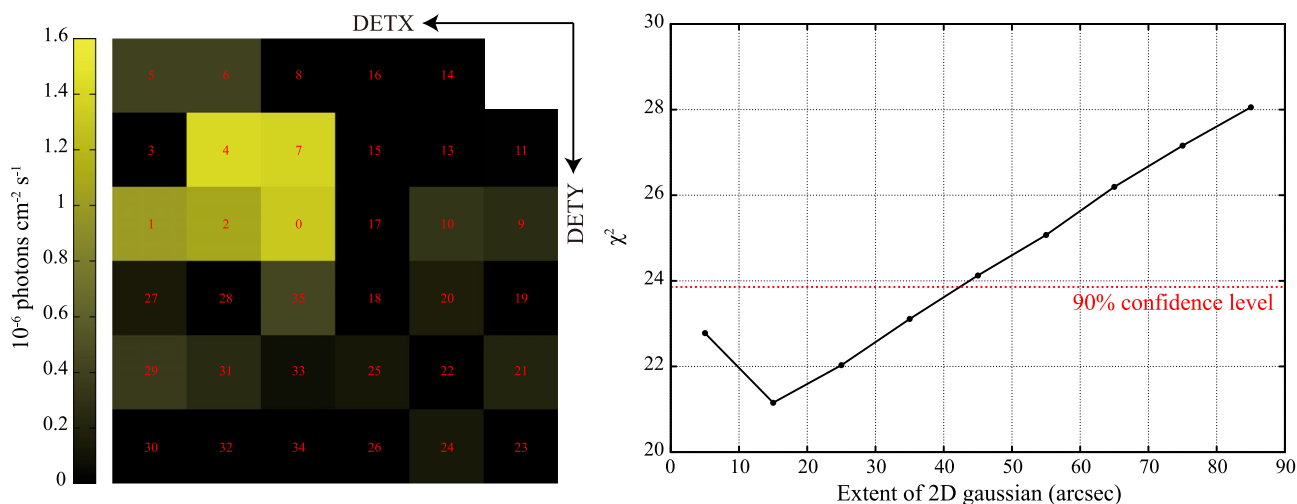 DETX
DETY
1.6
1.4
1.2
1
0.8
0.6
0.4
0.2
0
10⁻⁶ photons cm⁻² s⁻¹
5 6 8 16 14
3 4 7 15 13 11
1 2 0 17 10 9
27 28 35 18 20 19
29 31 33 25 22 21
30 32 34 26 24 23
30
28
26
24
22
20
χ²
90% confidence level
0 10 20 30 40 50 60 70 80 90
Extent of 2D gaussian (arcsec)